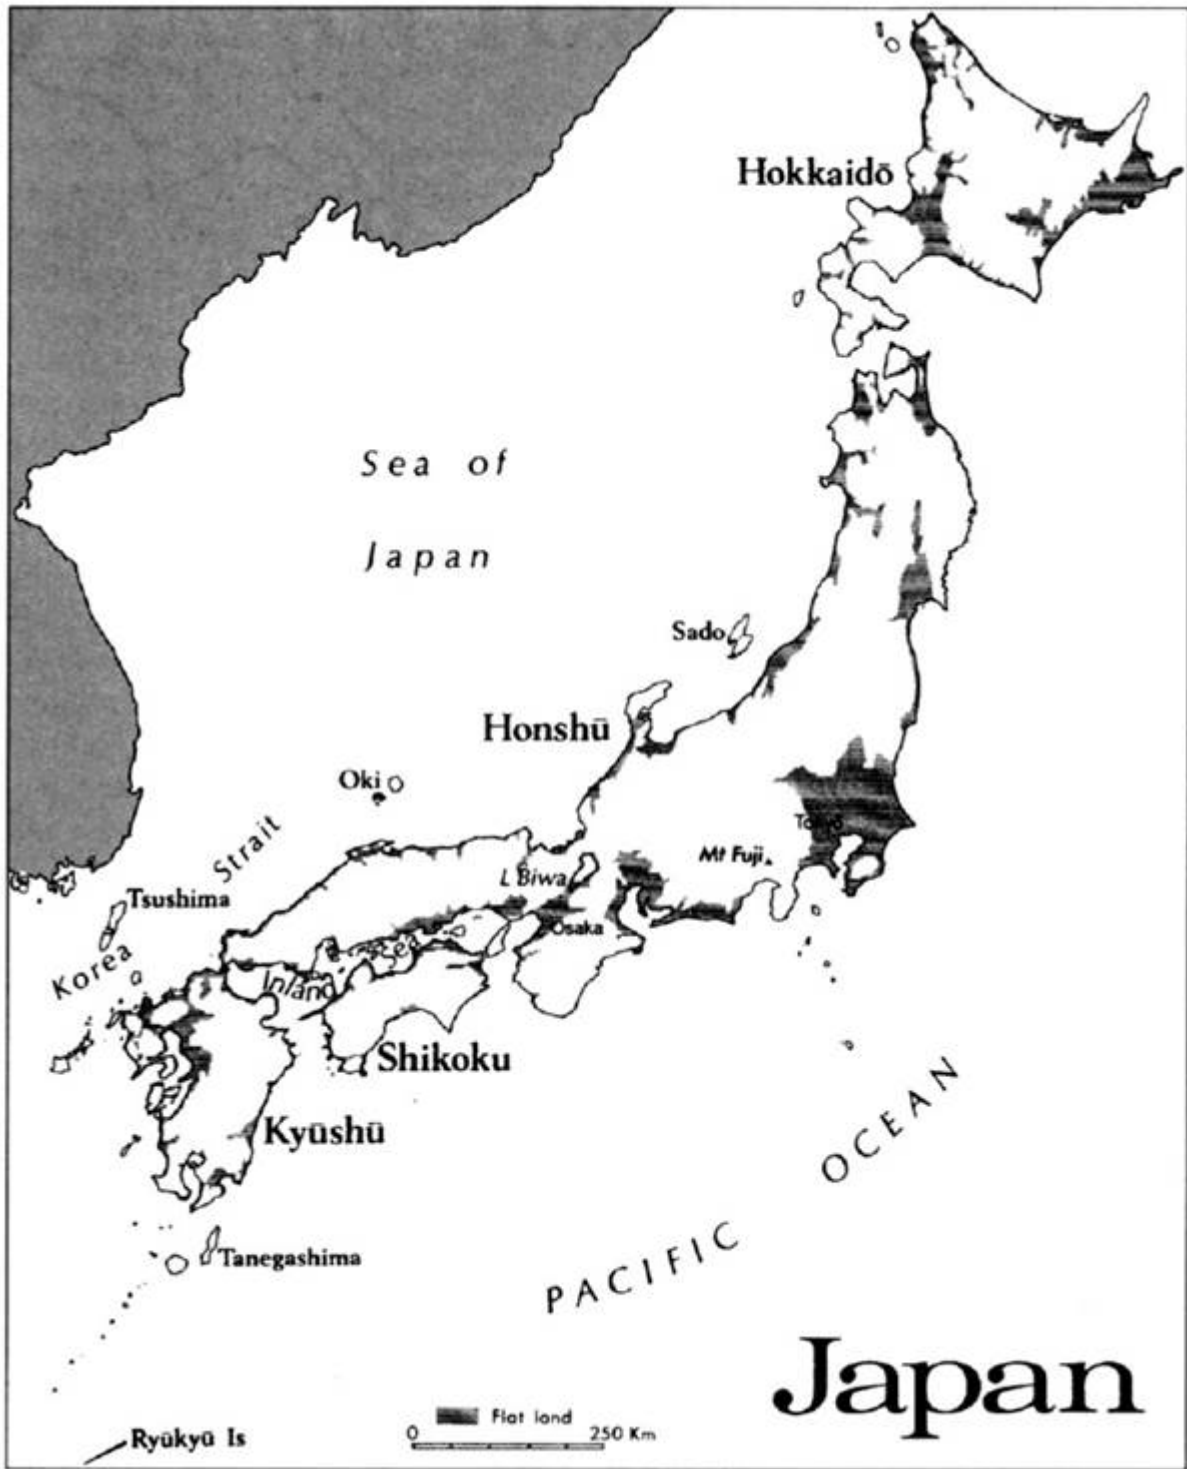 Hokkaidō
Sea of
Japan
Sado
Honshū
Oki
Tōkyō
Mt Fuji
Strait
L Biwa
Tsushima
Osaka
Sea
Korea
Inland
Shikoku
Kyūshū
OCEAN
PACIFIC
Tanegashima
Japan
Flat land
0 250 Km
Ryūkyū Is